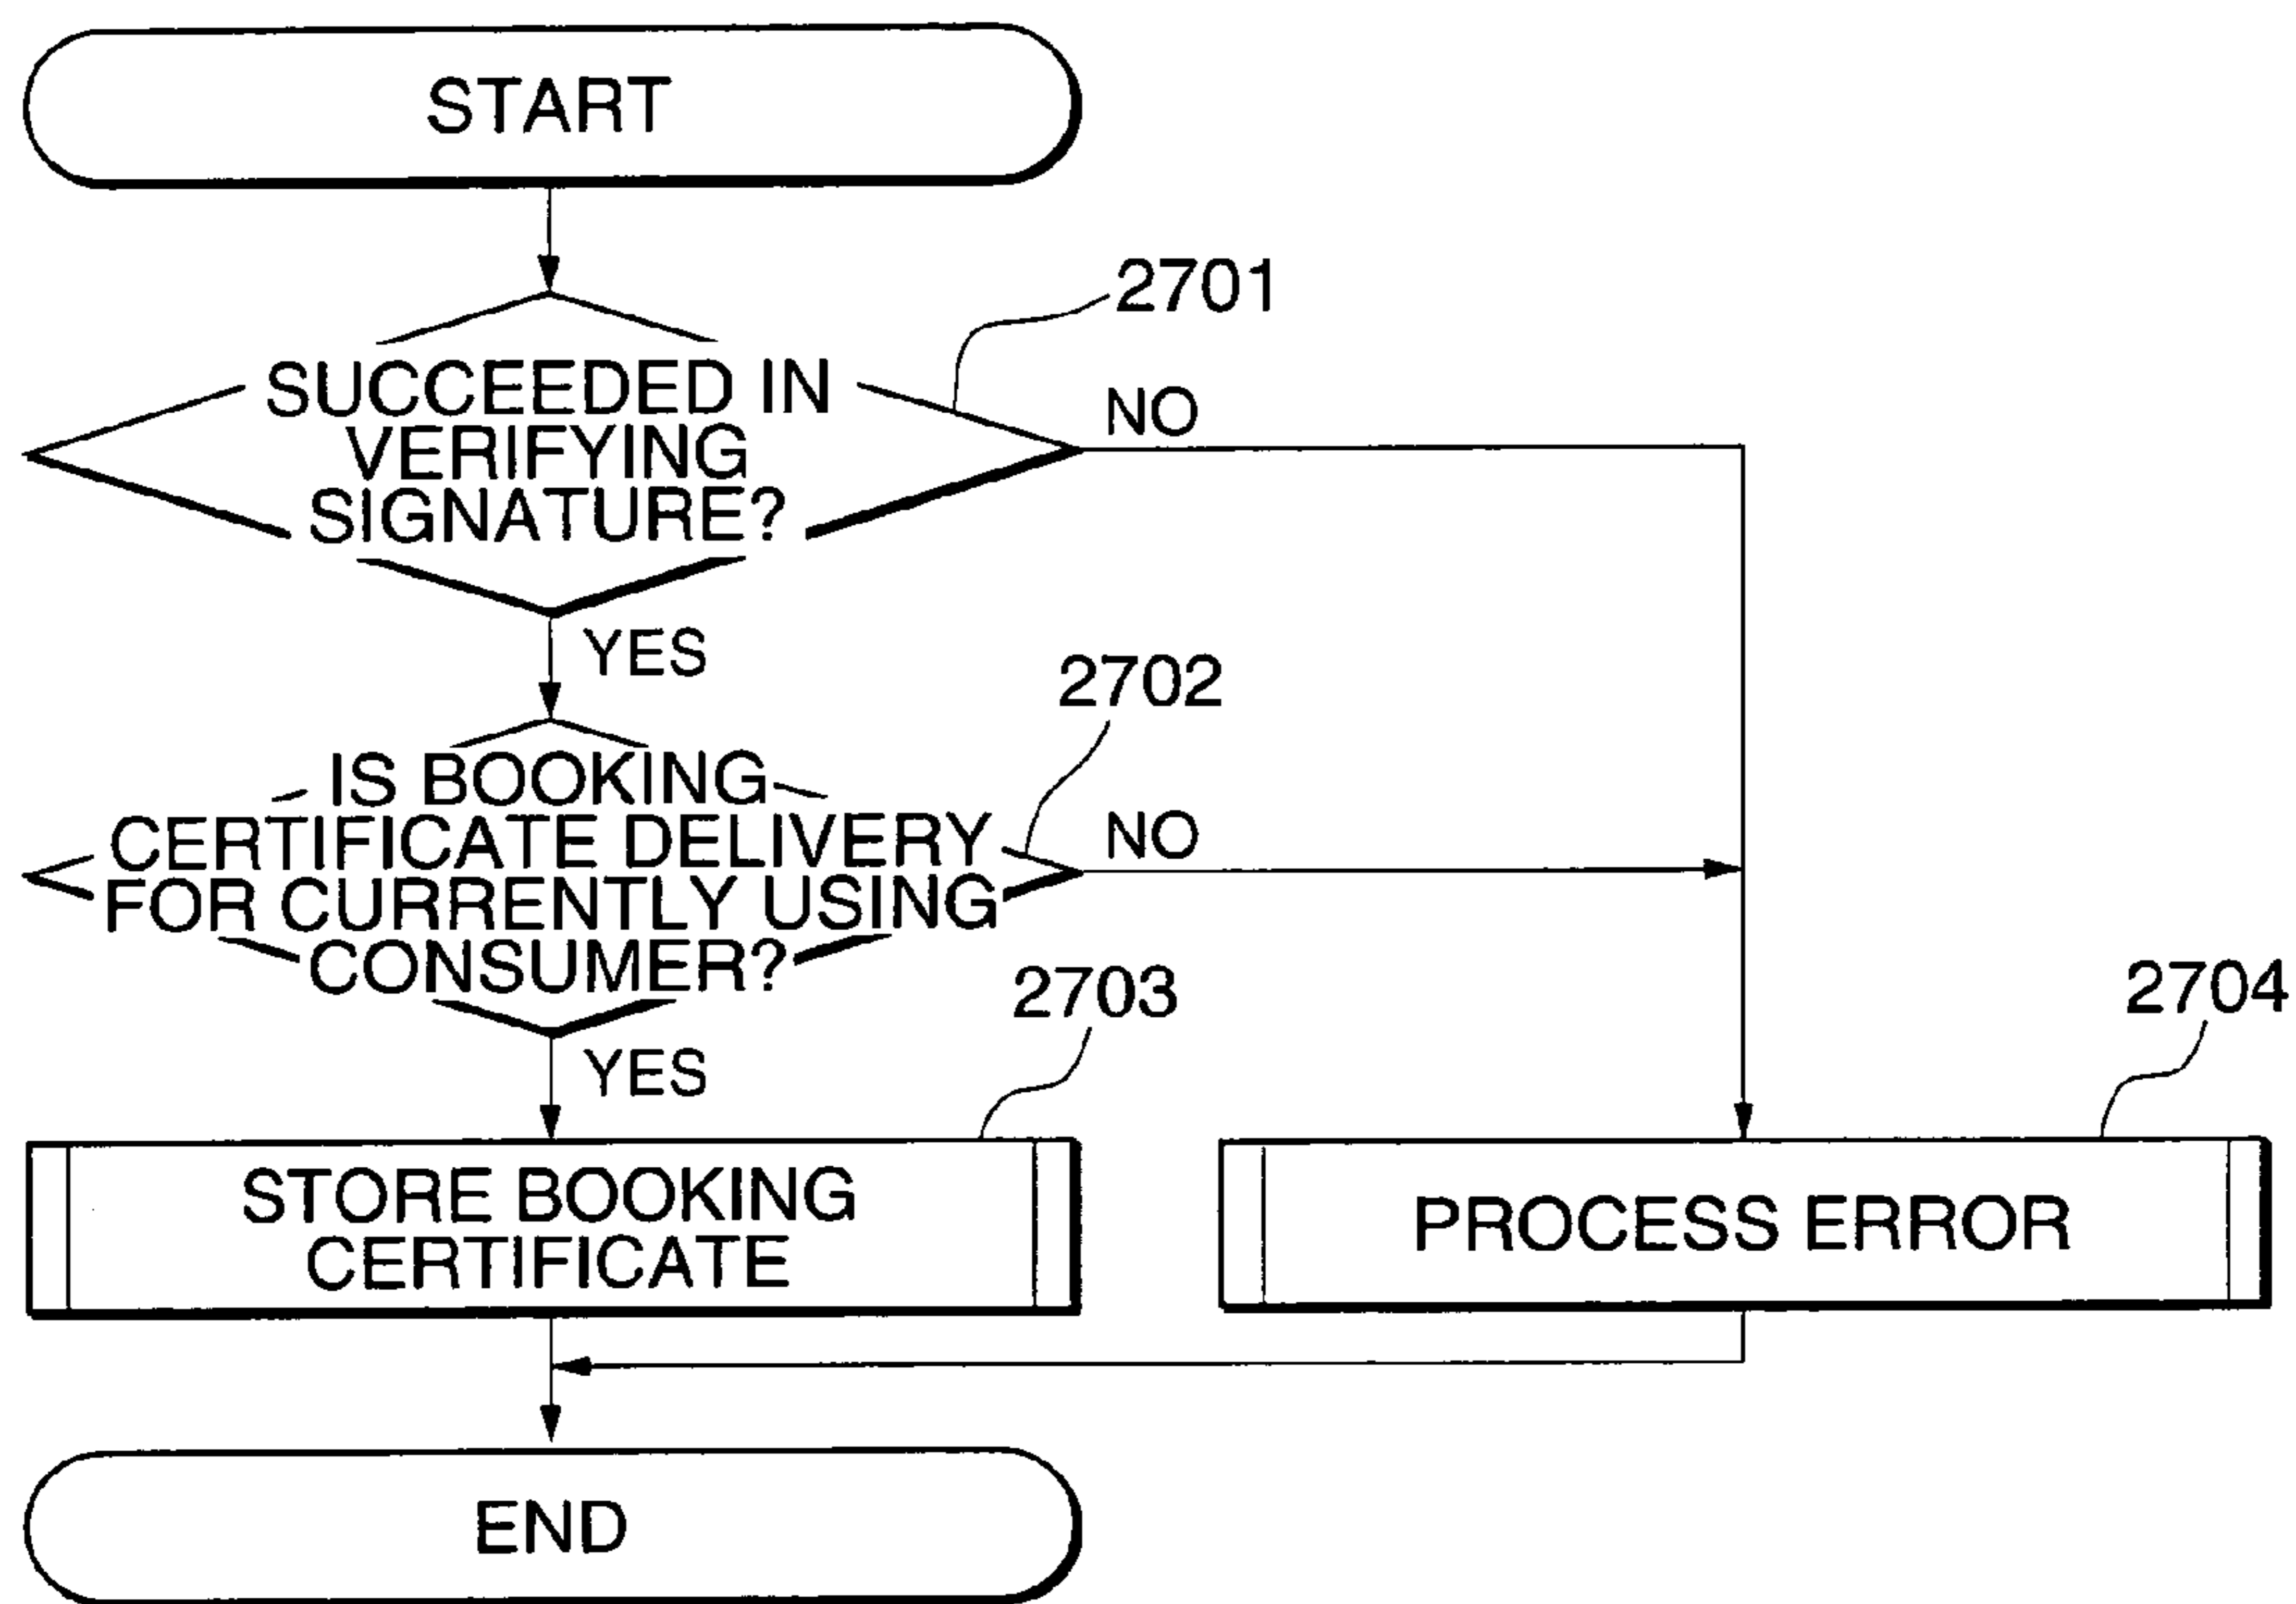 START
2701
SUCCEEDED IN
VERIFYING
SIGNATURE?
NO
YES
2702
IS BOOKING
CERTIFICATE DELIVERY
FOR CURRENTLY USING
CONSUMER?
NO
YES
2703
2704
STORE BOOKING
CERTIFICATE
PROCESS ERROR
END